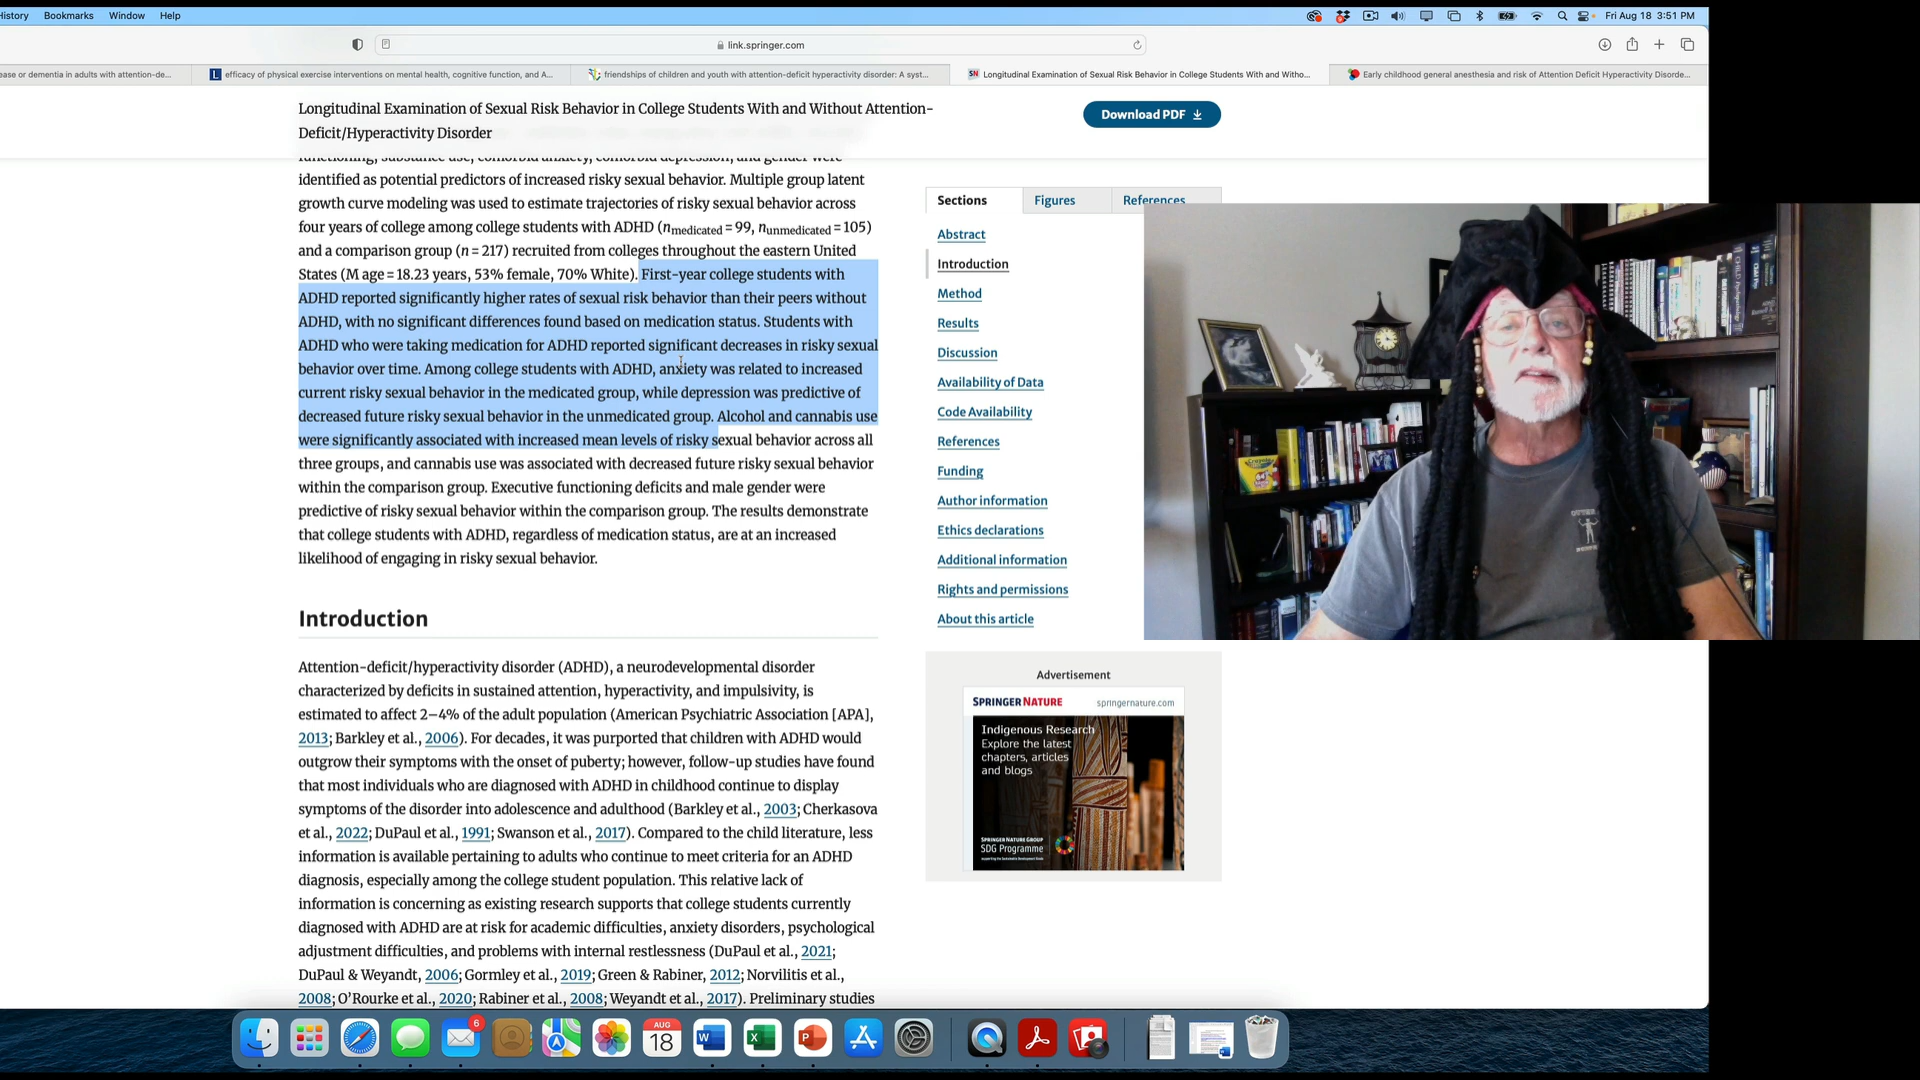 History Bookmarks Window Help
Fri Aug 18 3:51 PM
link.springer.com
ease or dementia in adults with attention-de...
efficacy of physical exercise interventions on mental health, cognitive function, and A...
friendships of children and youth with attention-deficit hyperactivity disorder: A syst...
SN Longitudinal Examination of Sexual Risk Behavior in College Students With and Witho...
Early childhood general anesthesia and risk of Attention Deficit Hyperactivity Disorde...
Longitudinal Examination of Sexual Risk Behavior in College Students With and Without Attention-
Deficit/Hyperactivity Disorder
Download PDF
functioning, substance use, comorbid anxiety, comorbid depression, and gender were
identified as potential predictors of increased risky sexual behavior. Multiple group latent
growth curve modeling was used to estimate trajectories of risky sexual behavior across
four years of college among college students with ADHD (nmedicated = 99, nunmedicated = 105)
and a comparison group (n = 217) recruited from colleges throughout the eastern United
States (M age = 18.23 years, 53% female, 70% White). First-year college students with
ADHD reported significantly higher rates of sexual risk behavior than their peers without
ADHD, with no significant differences found based on medication status. Students with
ADHD who were taking medication for ADHD reported significant decreases in risky sexual
behavior over time. Among college students with ADHD, anxiety was related to increased
current risky sexual behavior in the medicated group, while depression was predictive of
decreased future risky sexual behavior in the unmedicated group. Alcohol and cannabis use
were significantly associated with increased mean levels of risky sexual behavior across all
three groups, and cannabis use was associated with decreased future risky sexual behavior
within the comparison group. Executive functioning deficits and male gender were
predictive of risky sexual behavior within the comparison group. The results demonstrate
that college students with ADHD, regardless of medication status, are at an increased
likelihood of engaging in risky sexual behavior.
Introduction
Attention-deficit/hyperactivity disorder (ADHD), a neurodevelopmental disorder
characterized by deficits in sustained attention, hyperactivity, and impulsivity, is
estimated to affect 2–4% of the adult population (American Psychiatric Association [APA],
2013; Barkley et al., 2006). For decades, it was purported that children with ADHD would
outgrow their symptoms with the onset of puberty; however, follow-up studies have found
that most individuals who are diagnosed with ADHD in childhood continue to display
symptoms of the disorder into adolescence and adulthood (Barkley et al., 2003; Cherkasova
et al., 2022; DuPaul et al., 1991; Swanson et al., 2017). Compared to the child literature, less
information is available pertaining to adults who continue to meet criteria for an ADHD
diagnosis, especially among the college student population. This relative lack of
information is concerning as existing research supports that college students currently
diagnosed with ADHD are at risk for academic difficulties, anxiety disorders, psychological
adjustment difficulties, and problems with internal restlessness (DuPaul et al., 2021;
DuPaul & Weyandt, 2006; Gormley et al., 2019; Green & Rabiner, 2012; Norvilitis et al.,
2008; O'Rourke et al., 2020; Rabiner et al., 2008; Weyandt et al., 2017). Preliminary studies
Sections Figures References
Abstract
Introduction
Method
Results
Discussion
Availability of Data
Code Availability
References
Funding
Author information
Ethics declarations
Additional information
Rights and permissions
About this article
Advertisement
SPRINGER NATURE springernature.com
Indigenous Research
Explore the latest
chapters, articles
and blogs
SPRINGER NATURE GROUP
SDG Programme
Crayola
6
AUG
18
W
X
P